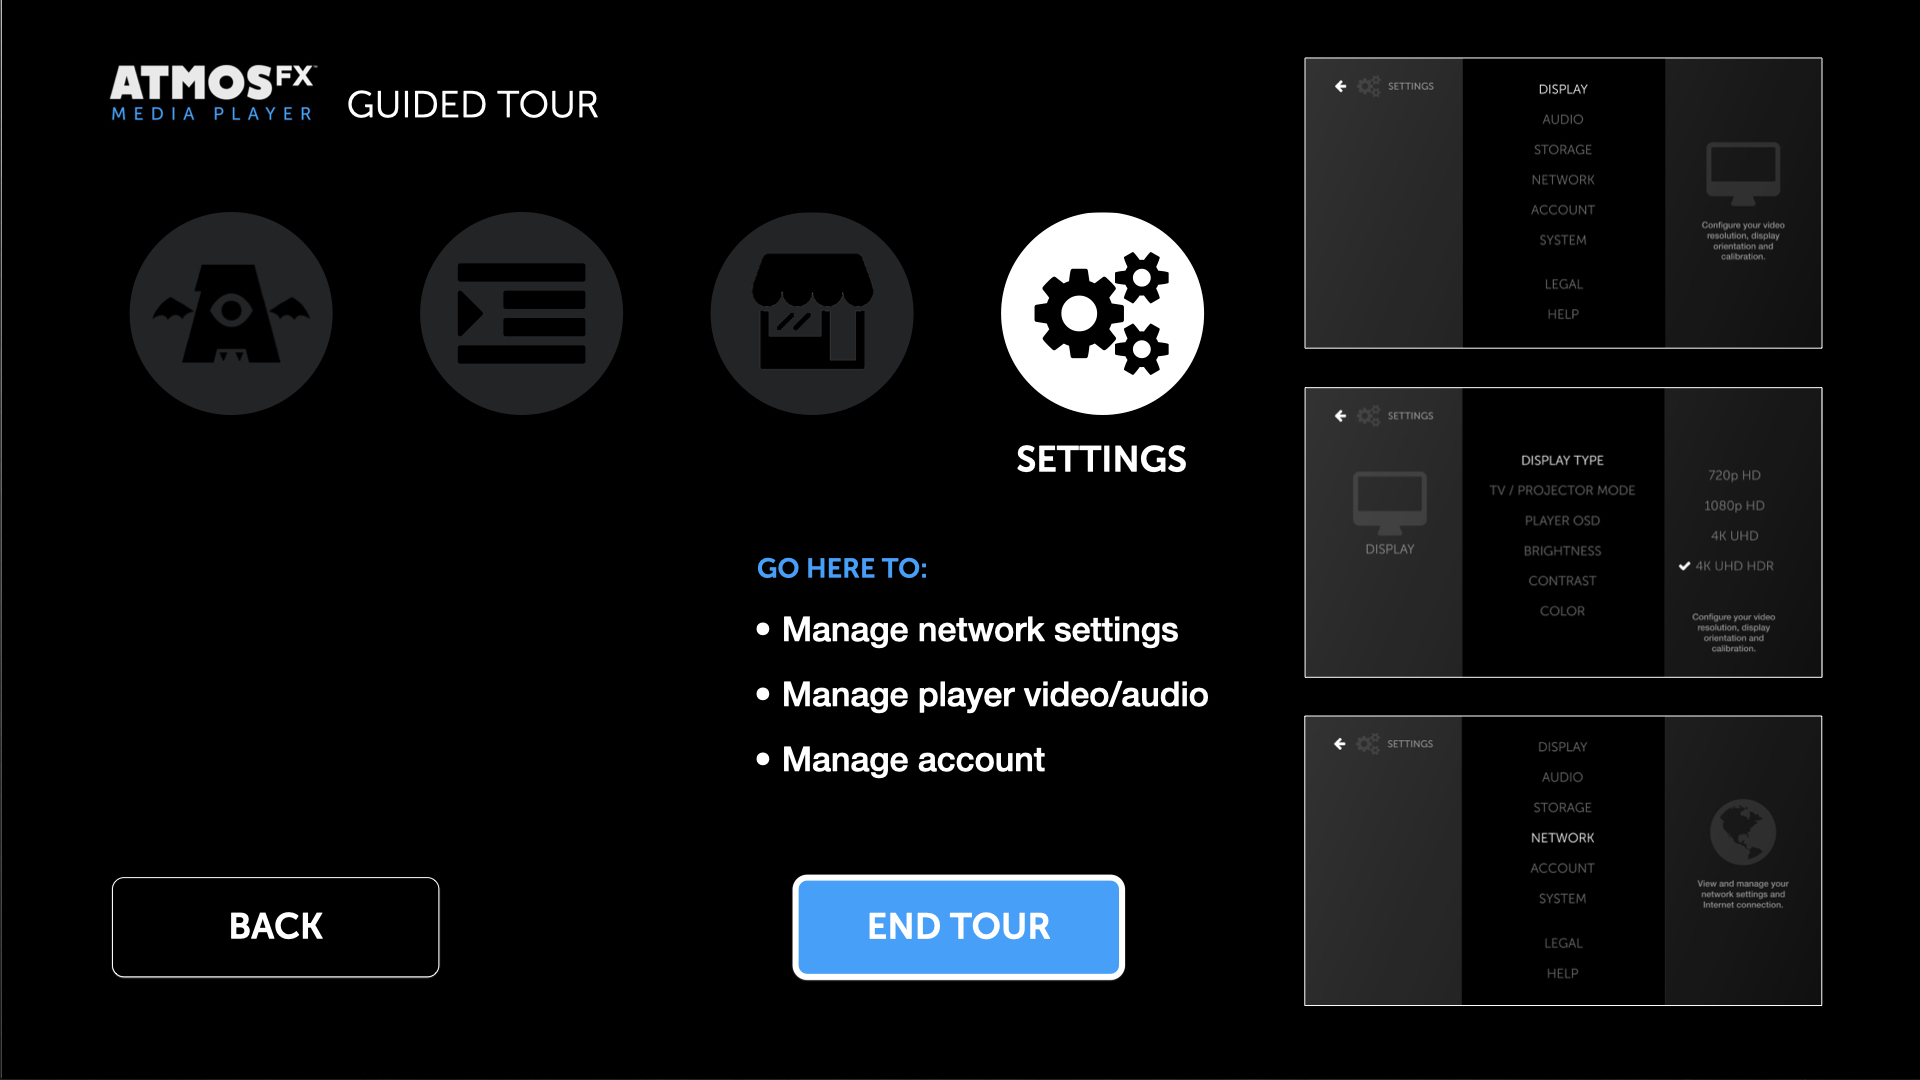 ATMOSFX™
MEDIA PLAYER
GUIDED TOUR
SETTINGS
GO HERE TO:
• Manage network settings
• Manage player video/audio
• Manage account
BACK
END TOUR
SETTINGS
DISPLAY
AUDIO
STORAGE
NETWORK
ACCOUNT
SYSTEM
LEGAL
HELP
Configure your video
resolution, display
orientation and
calibration.
SETTINGS
DISPLAY
DISPLAY TYPE
TV / PROJECTOR MODE
PLAYER OSD
BRIGHTNESS
CONTRAST
COLOR
720p HD
1080p HD
4K UHD
4K UHD HDR
Configure your video
resolution, display
orientation and
calibration.
SETTINGS
DISPLAY
AUDIO
STORAGE
NETWORK
ACCOUNT
SYSTEM
LEGAL
HELP
View and manage your
network settings and
Internet connection.